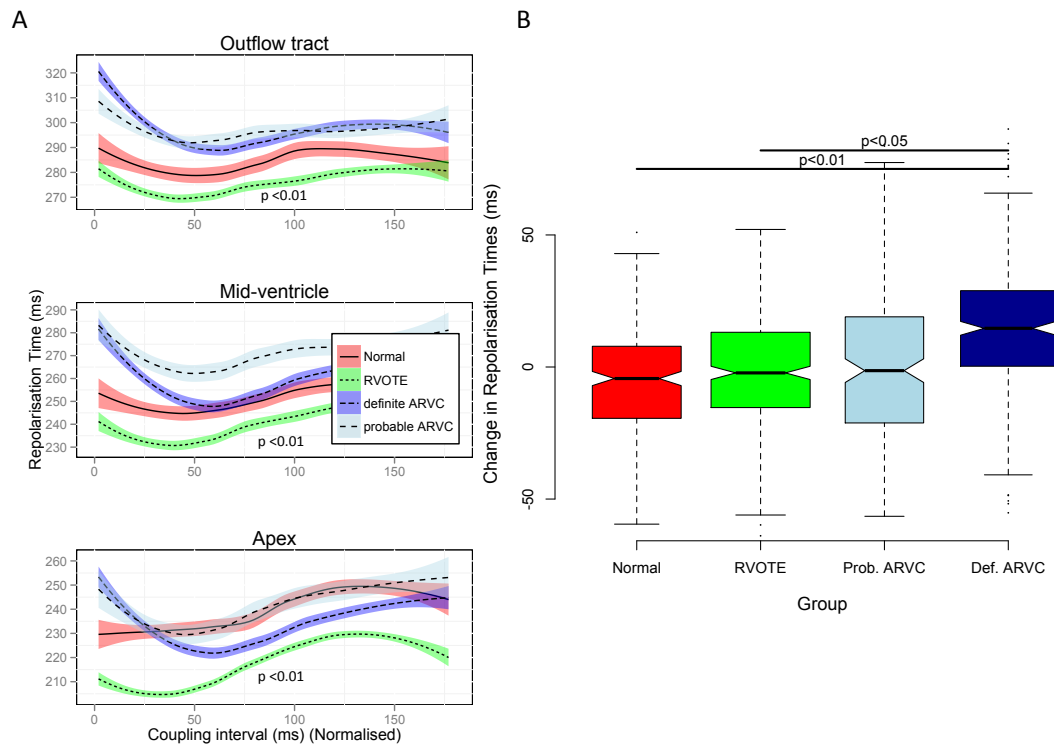 A
Outflow tract
320
310
300
290
280
270
p <0.01
0 50 100 150
Mid-ventricle
290
280
270
260
250
240
230
Normal
RVOTE
definite ARVC
probable ARVC
p <0.01
0 50 100 150
Repolarisation Time (ms)
Apex
260
250
240
230
220
210
p <0.01
0 50 100 150
Coupling interval (ms) (Normalised)
B
p<0.05
p<0.01
50
0
-50
Change in Repolarisation Times (ms)
Normal RVOTE Prob. ARVC Def. ARVC
Group